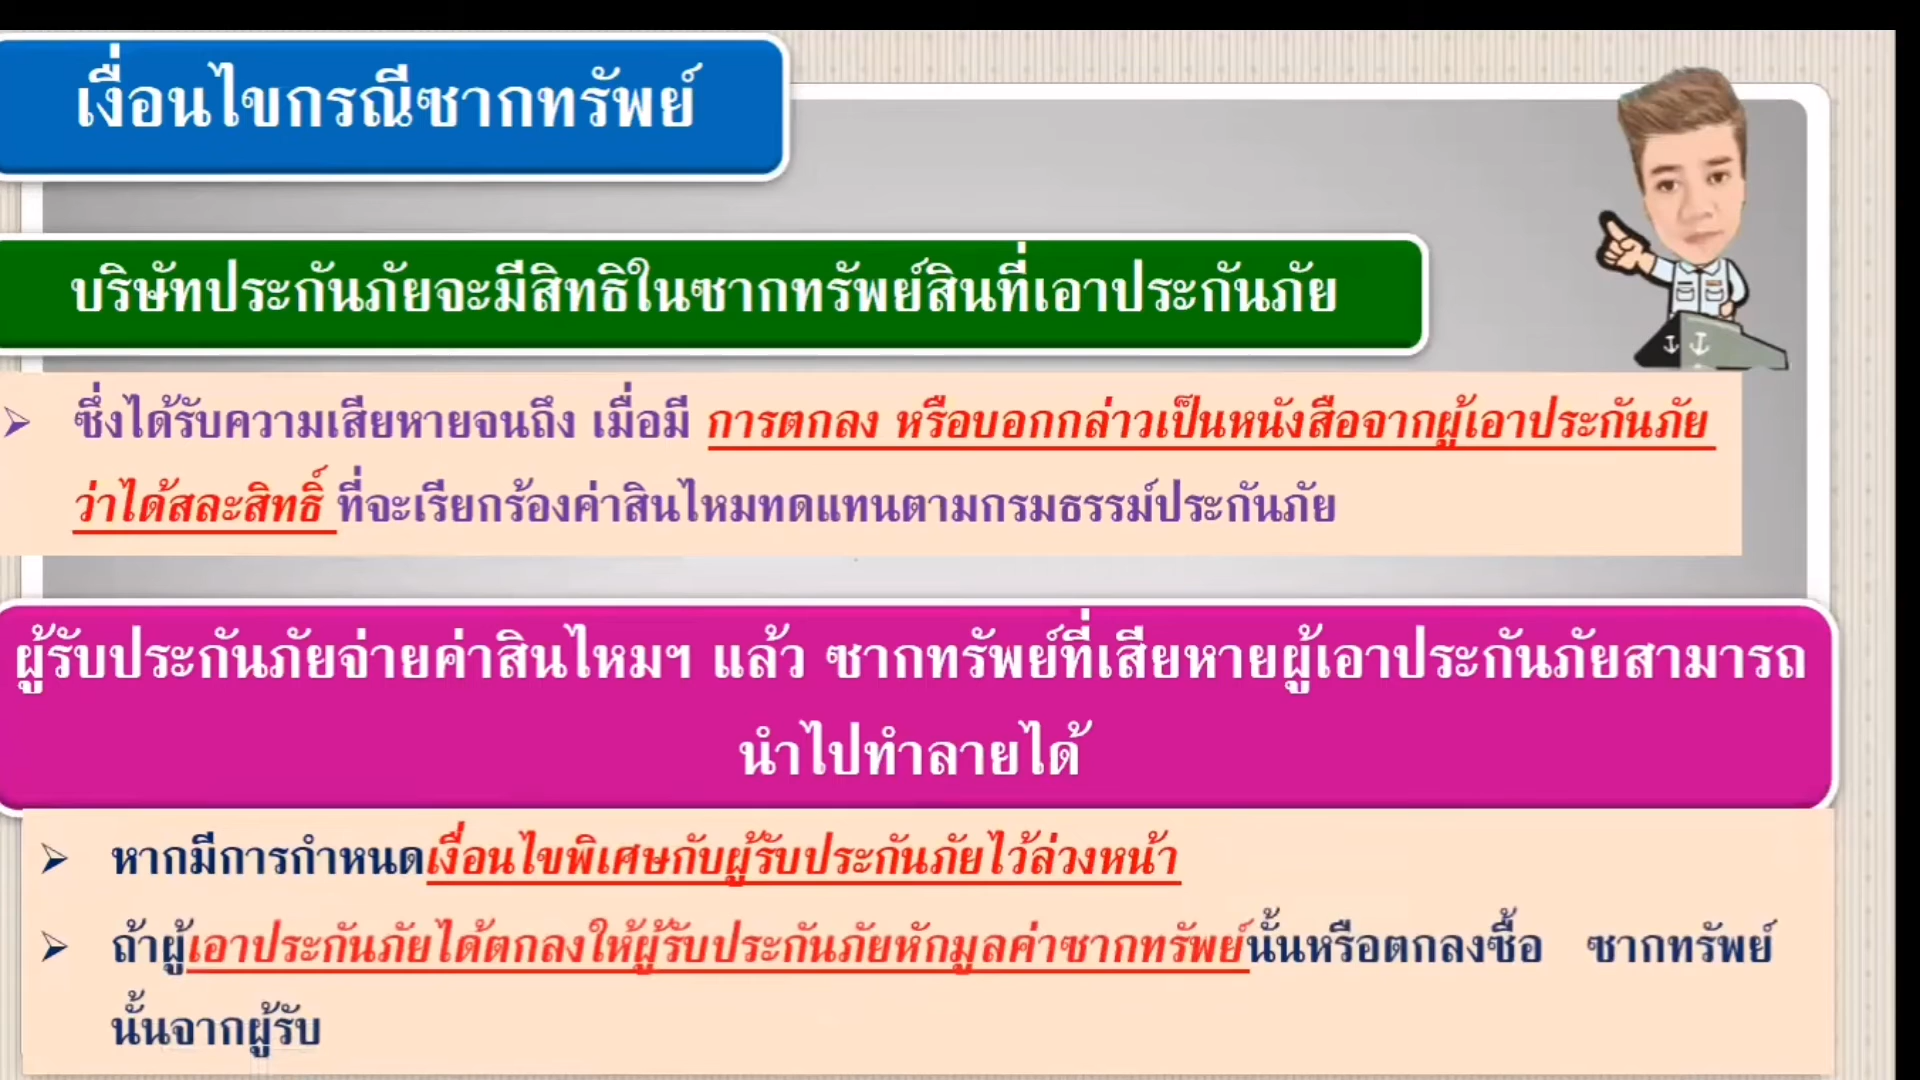 เงื่อนไขกรณีซากทรัพย์
บริษัทประกันภัยจะมีสิทธิในซากทรัพย์สินที่เอาประกันภัย
ซึ่งได้รับความเสียหายจนถึง เมื่อมี การตกลง หรือบอกกล่าวเป็นหนังสือจากผู้เอาประกันภัย
ว่าได้สละสิทธิ์ ที่จะเรียกร้องค่าสินไหมทดแทนตามกรมธรรม์ประกันภัย
ผู้รับประกันภัยจ่ายค่าสินไหมฯ แล้ว ซากทรัพย์ที่เสียหายผู้เอาประกันภัยสามารถ
นำไปทำลายได้
หากมีการกำหนดเงื่อนไขพิเศษกับผู้รับประกันภัยไว้ล่วงหน้า
ถ้าผู้เอาประกันภัยได้ตกลงให้ผู้รับประกันภัยหักมูลค่าซากทรัพย์นั้นหรือตกลงซื้อ ซากทรัพย์
นั้นจากผู้รับ